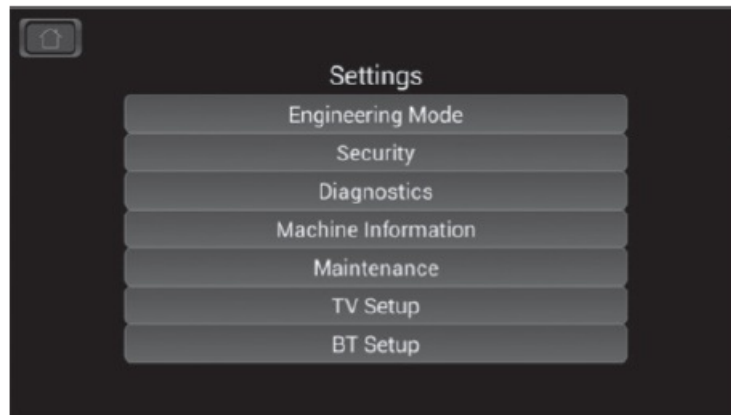 Settings
Engineering Mode
Security
Diagnostics
Machine Information
Maintenance
TV Setup
BT Setup